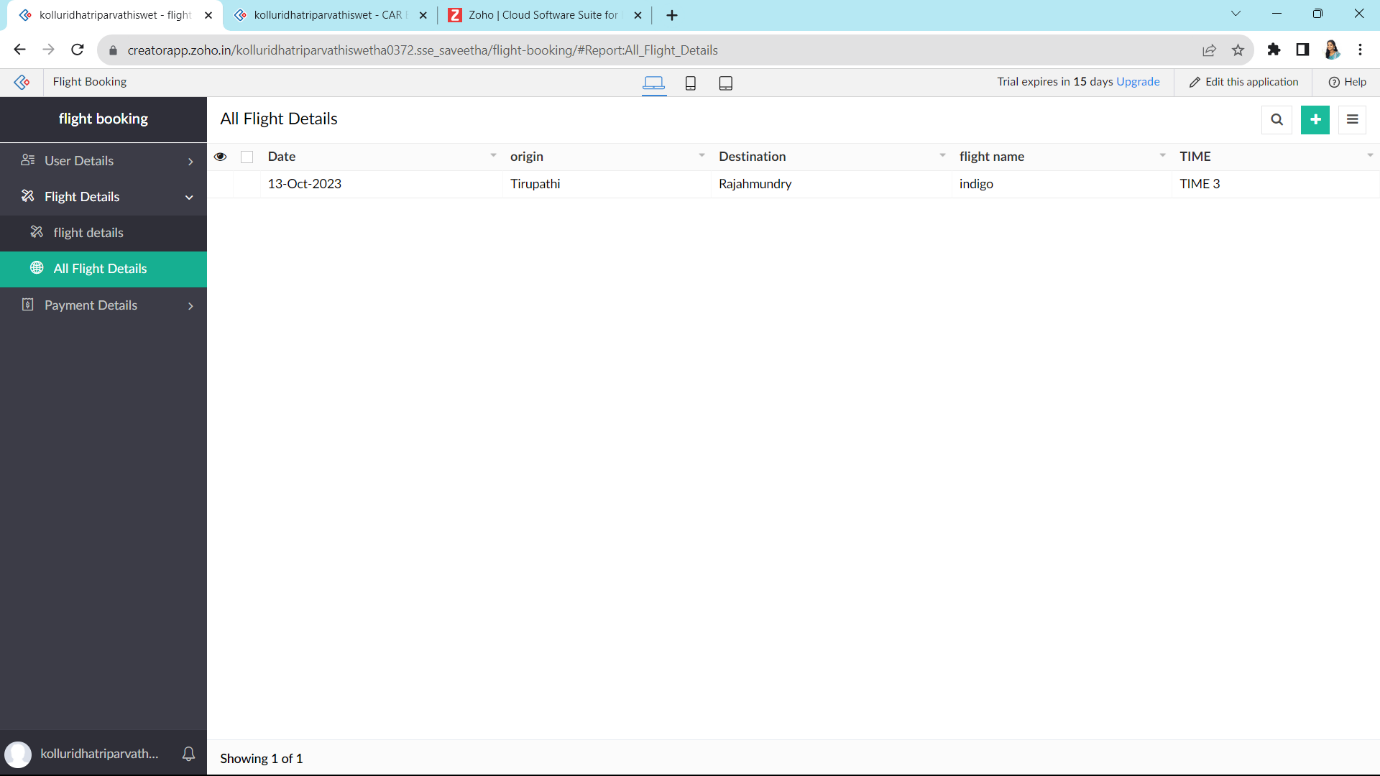 kolluridhatriparvathiswet - flight
kolluridhatriparvathiswet - CAR
Zoho | Cloud Software Suite for
creatorapp.zoho.in/kolluridhatriparvathiswetha0372.sse_saveetha/flight-booking/#Report:All_Flight_Details
Flight Booking
Trial expires in 15 days Upgrade
Edit this application
Help
flight booking
User Details
Flight Details
flight details
All Flight Details
Payment Details
kolluridhatriparvath...
All Flight Details
Date origin Destination flight name TIME
13-Oct-2023 Tirupathi Rajahmundry indigo TIME 3
Showing 1 of 1